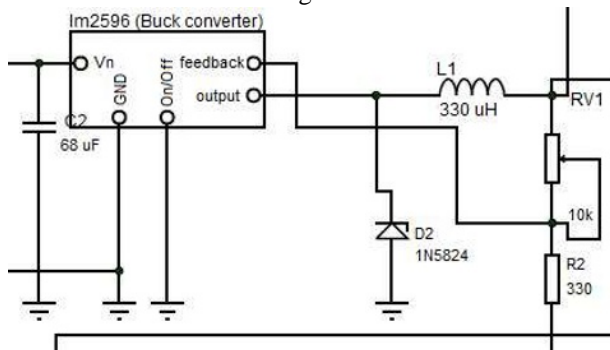 lm2596 (Buck converter)
Vn
feedback
GND
On/Off
output
L1
330 uH
RV1
C2
68 uF
10k
D2
1N5824
R2
330